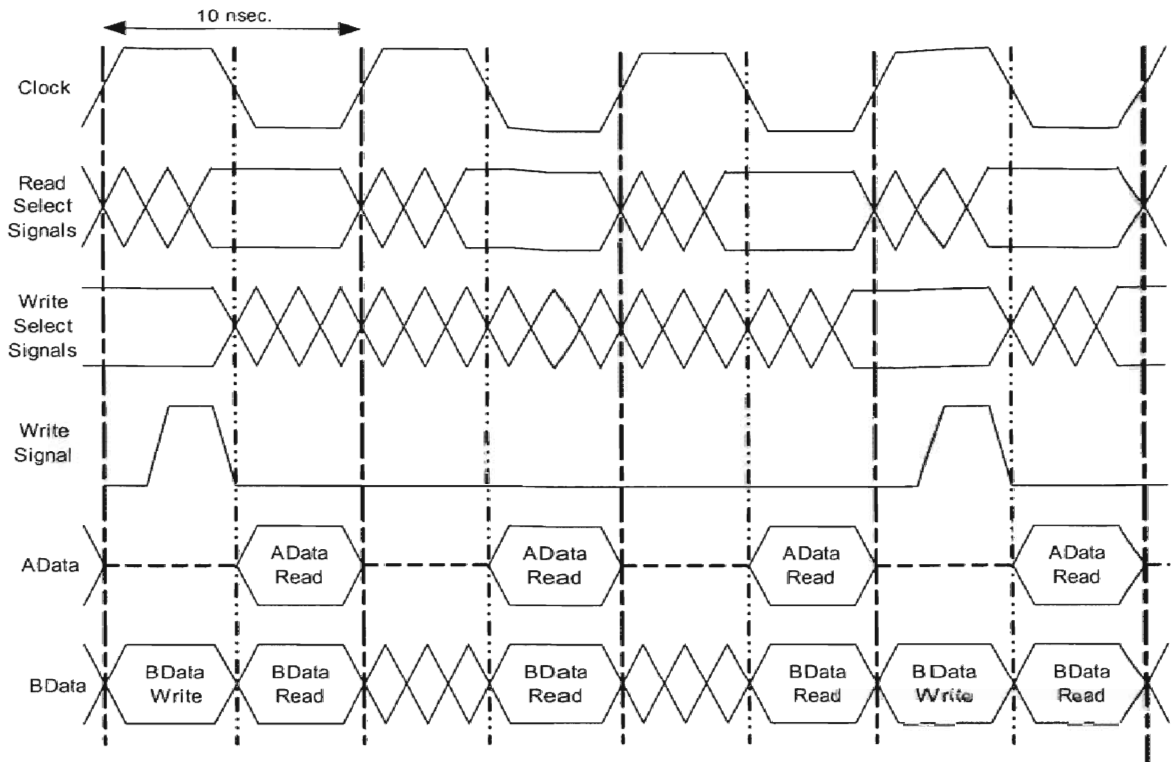 10 nsec.
Clock
Read
Select
Signals
Write
Select
Signals
Write
Signal
AData
AData
Read
AData
Read
AData
Read
AData
Read
BData
BData
Write
BData
Read
BData
Read
BData
Read
BData
Write
BData
Read